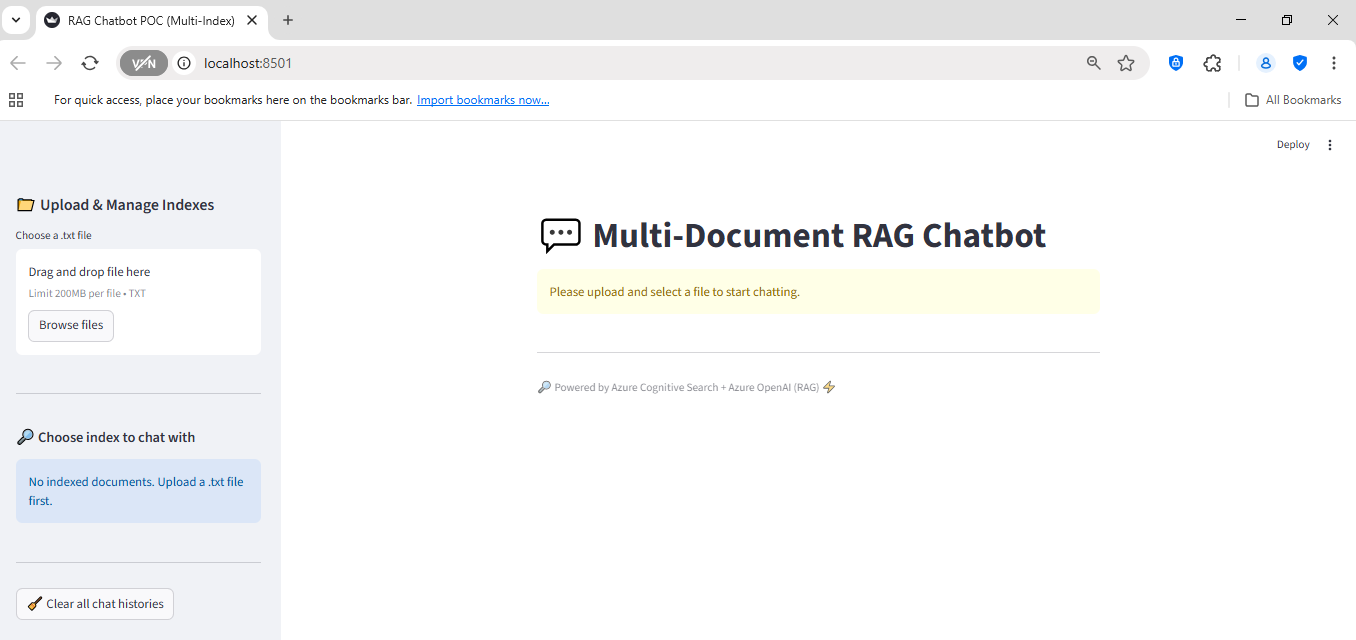 RAG Chatbot POC (Multi-Index)
VPN
localhost:8501
For quick access, place your bookmarks here on the bookmarks bar. Import bookmarks now...
All Bookmarks
Deploy
📁 Upload & Manage Indexes
Choose a .txt file
Drag and drop file here
Limit 200MB per file • TXT
Browse files
🔎 Choose index to chat with
No indexed documents. Upload a .txt file
first.
🧹 Clear all chat histories
💬 Multi-Document RAG Chatbot
Please upload and select a file to start chatting.
🔎 Powered by Azure Cognitive Search + Azure OpenAI (RAG) ⚡